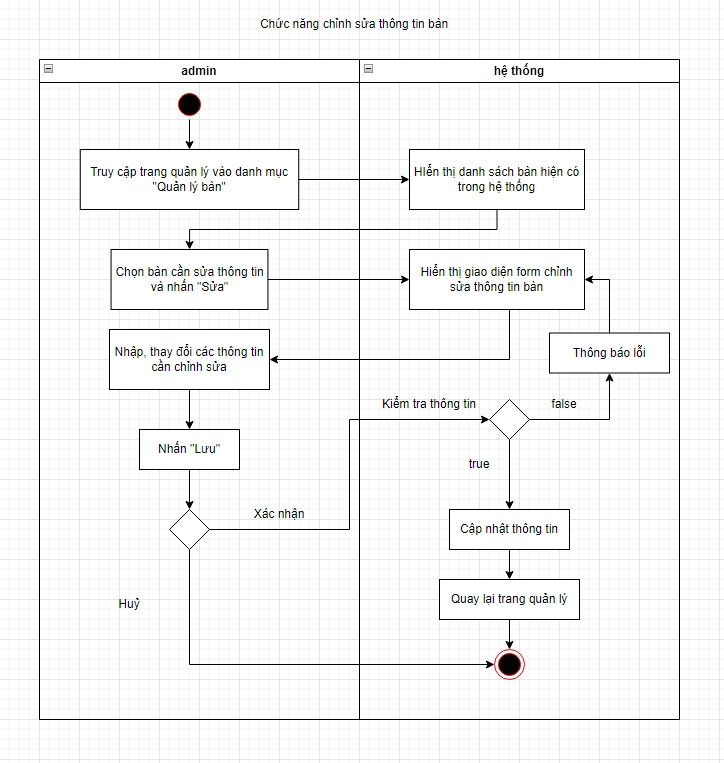 Chức năng chỉnh sửa thông tin bản
admin
hệ thống
Truy cập trang quản lý vào danh mục
"Quản lý bàn"
HIển thị danh sách bàn hiện có
trong hệ thống
Chọn bàn cần sửa thông tin
và nhấn "Sửa"
Hiển thị giao diện form chỉnh
sửa thông tin bàn
Nhập, thay đổi các thông tin
cần chỉnh sửa
Thông báo lỗi
Kiểm tra thông tin
false
Nhấn "Lưu"
true
Xác nhận
Cập nhật thông tin
Huỷ
Quay lại trang quản lý